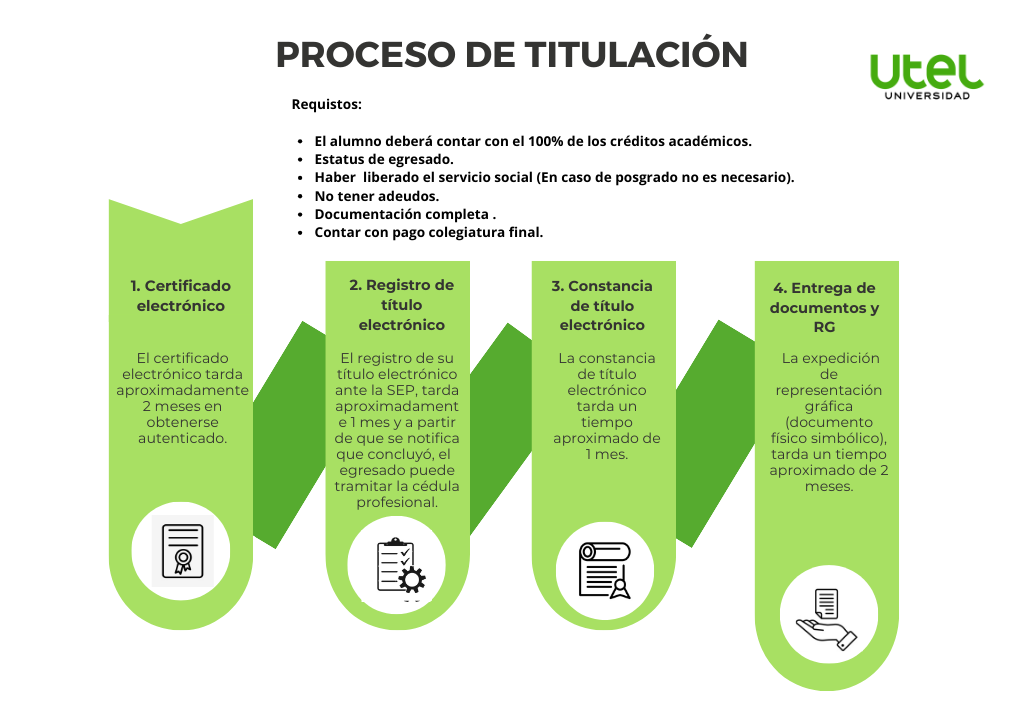 PROCESO DE TITULACIÓN
utel
UNIVERSIDAD
Requistos:
• El alumno deberá contar con el 100% de los créditos académicos.
• Estatus de egresado.
• Haber  liberado el servicio social (En caso de posgrado no es necesario).
• No tener adeudos.
• Documentación completa .
• Contar con pago colegiatura final.
1. Certificado
electrónico
El certificado
electrónico tarda
aproximadamente
2 meses en
obtenerse
autenticado.
2. Registro de
título
electrónico
El registro de su
título electrónico
ante la SEP, tarda
aproximadament
e 1 mes y a partir
de que se notifica
que concluyó, el
egresado puede
tramitar la cédula
profesional.
3. Constancia
de título
electrónico
La constancia
de título
electrónico
tarda un
tiempo
aproximado de
1 mes.
4. Entrega de
documentos y
RG
La expedición
de
representación
gráfica
(documento
físico simbólico),
tarda un tiempo
aproximado de 2
meses.